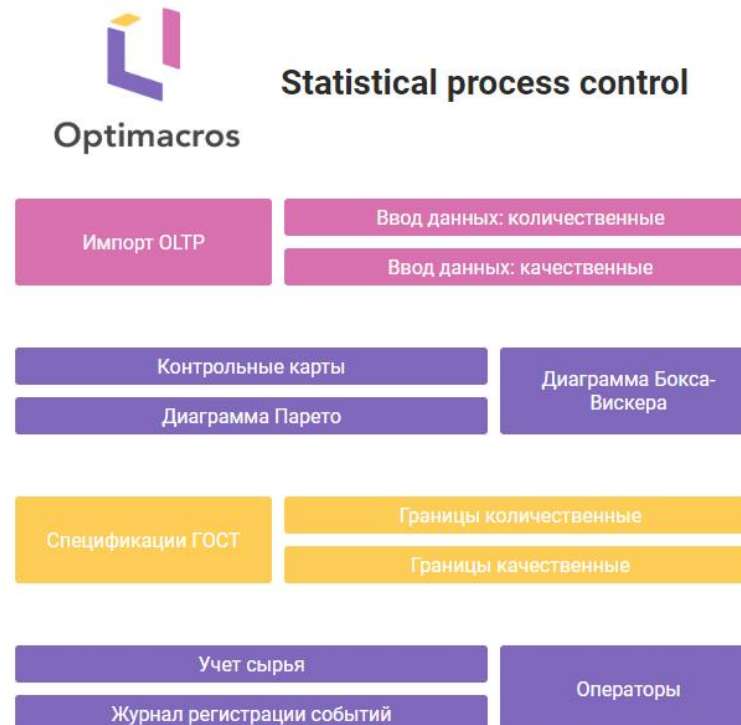 Optimacros
Statistical process control
Импорт OLTP
Ввод данных: количественные
Ввод данных: качественные
Контрольные карты
Диаграмма Парето
Диаграмма Бокса-
Вискера
Спецификации ГОСТ
Границы количественные
Границы качественные
Учет сырья
Журнал регистрации событий
Операторы